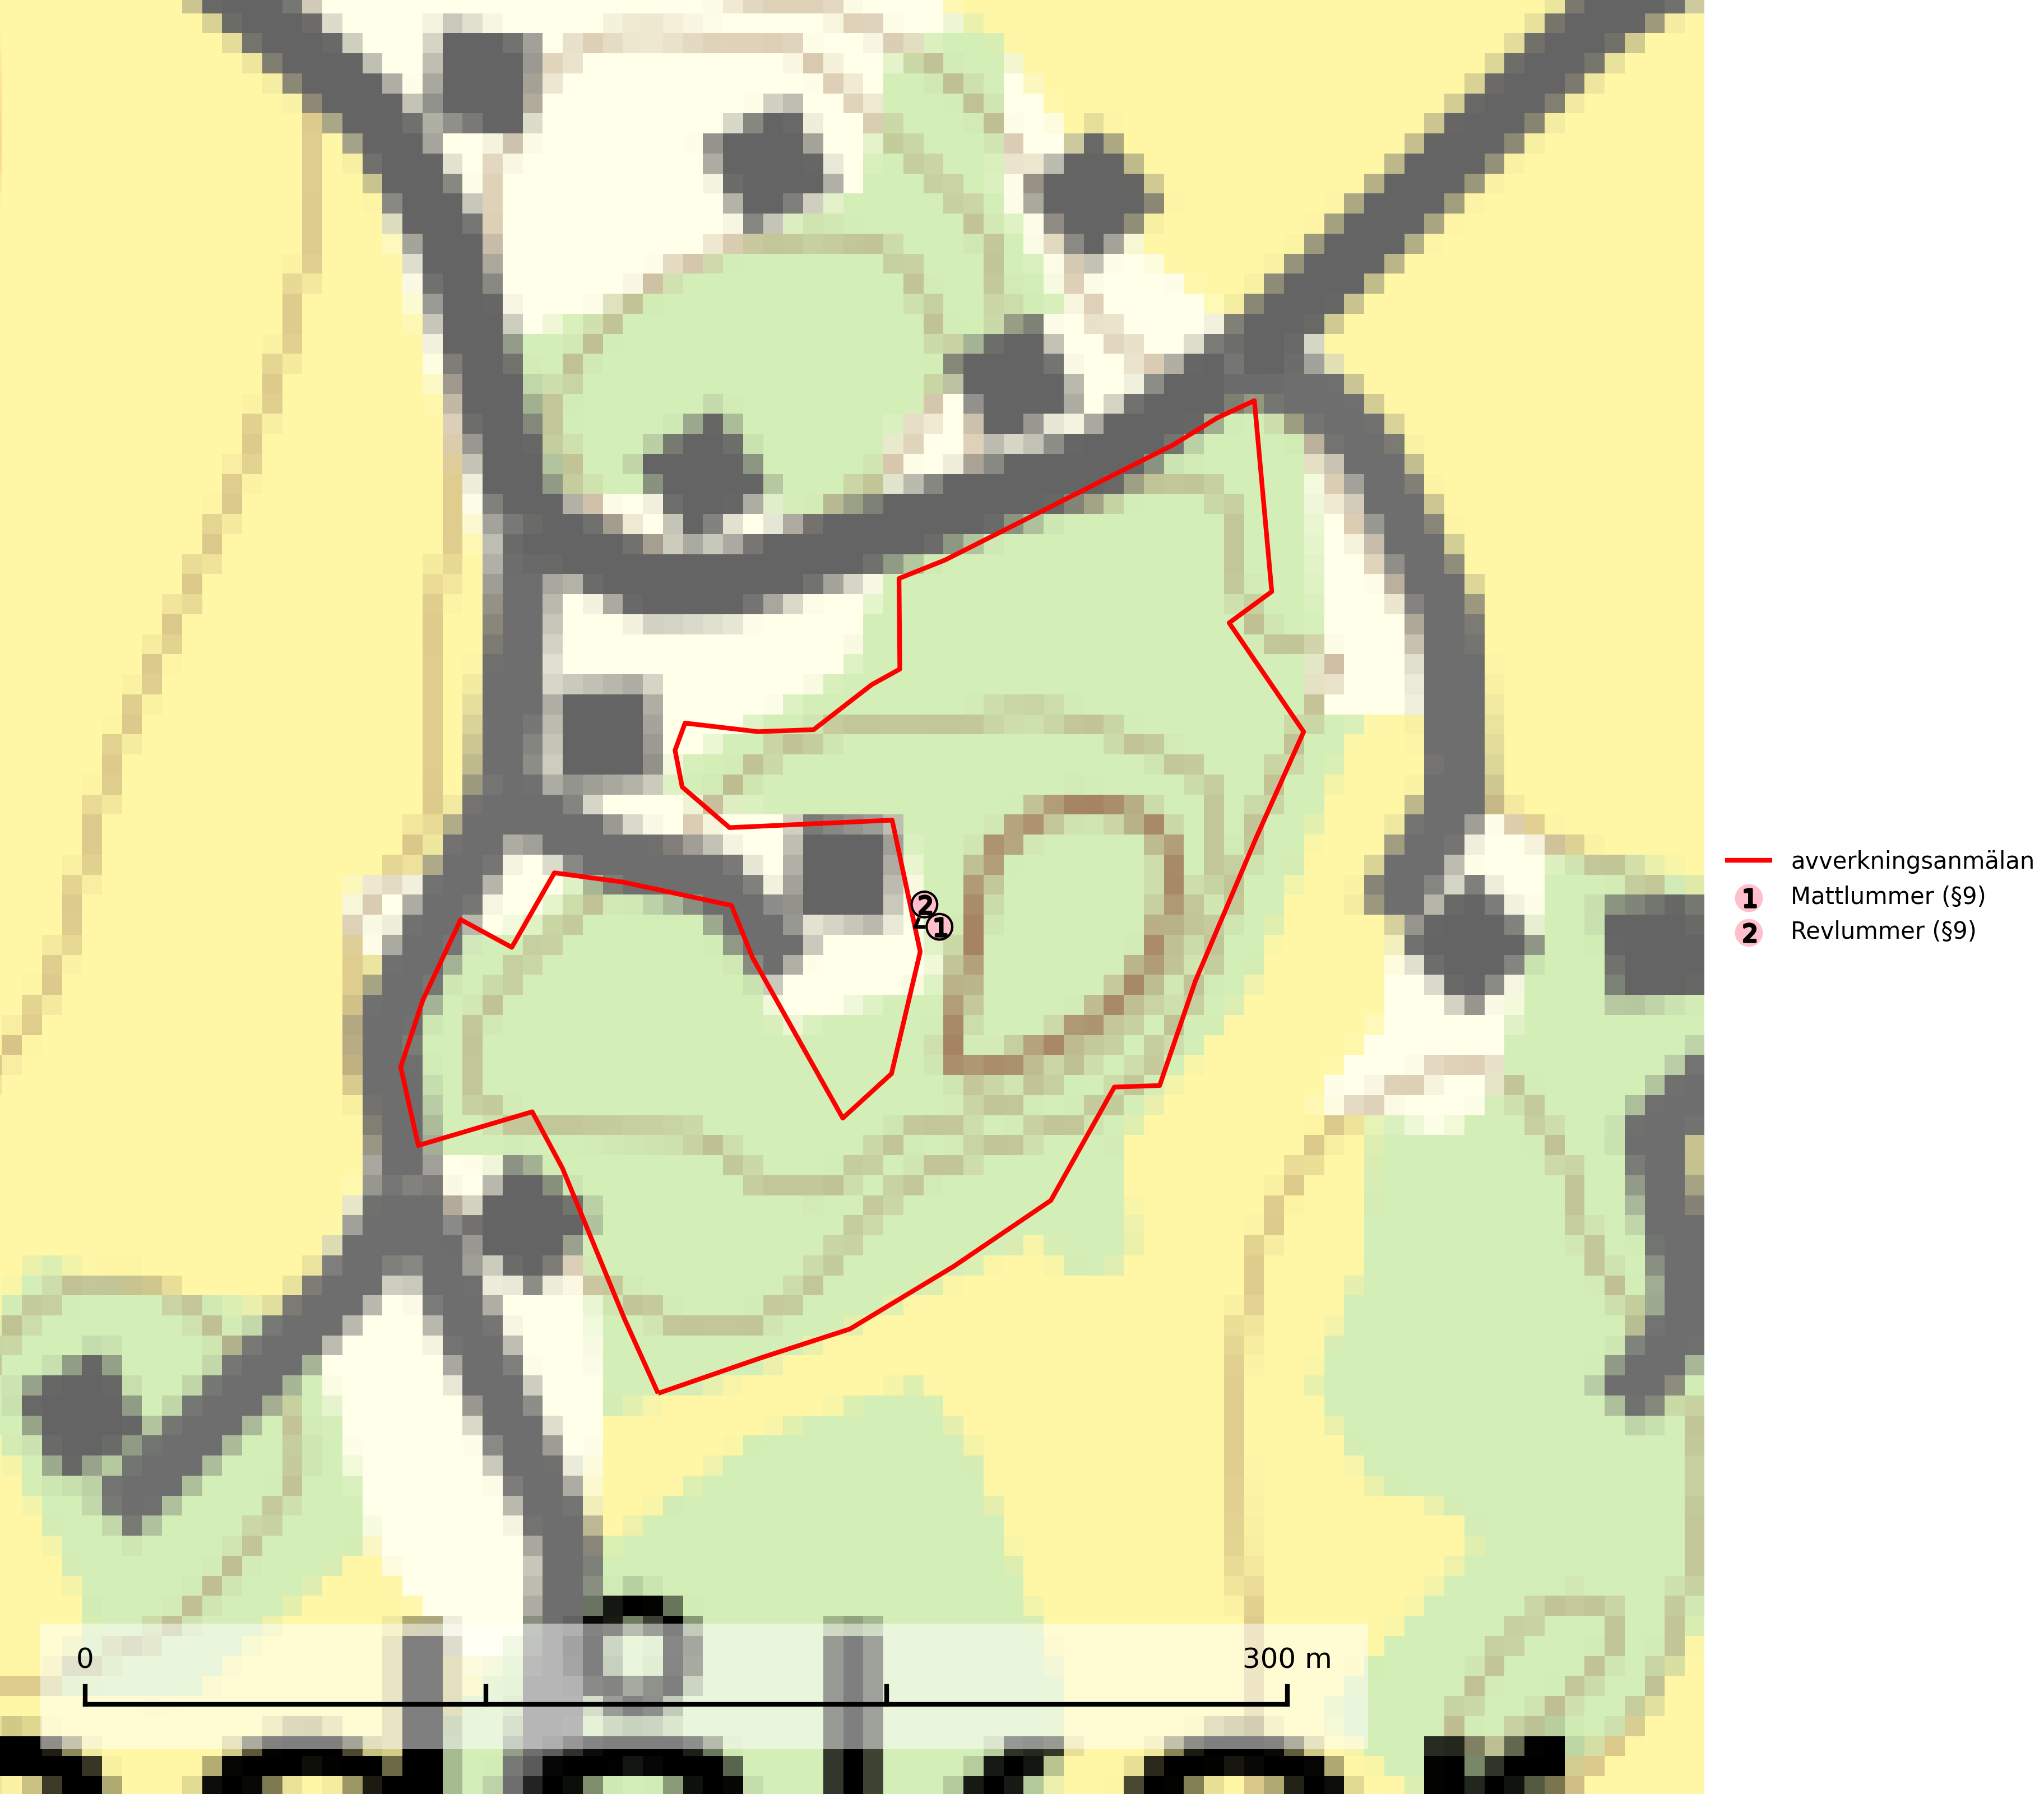 avverkningsanmälan
1 Mattlummer (§9)
2 Revlummer (§9)
2
1
0
300 m